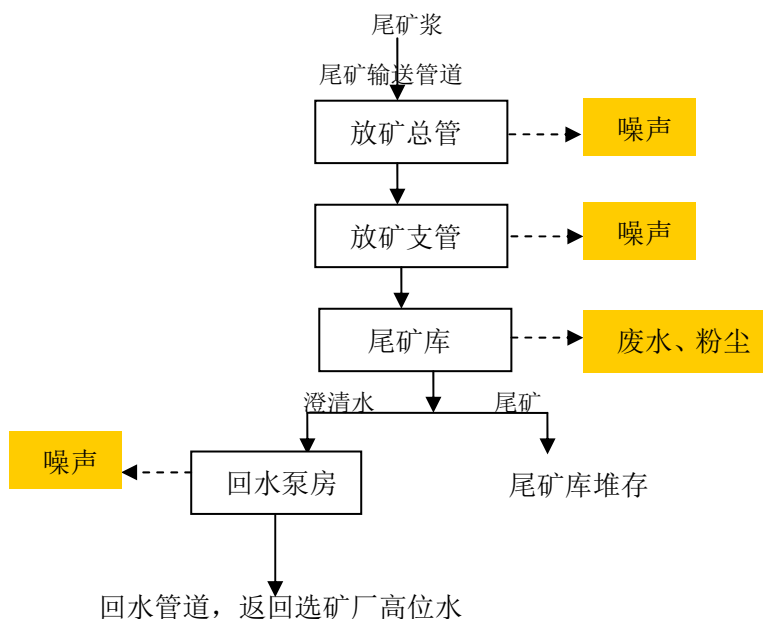 尾矿浆
尾矿输送管道
放矿总管
噪声
放矿支管
噪声
尾矿库
废水、粉尘
澄清水
尾矿
噪声
回水泵房
尾矿库堆存
回水管道，返回选矿厂高位水